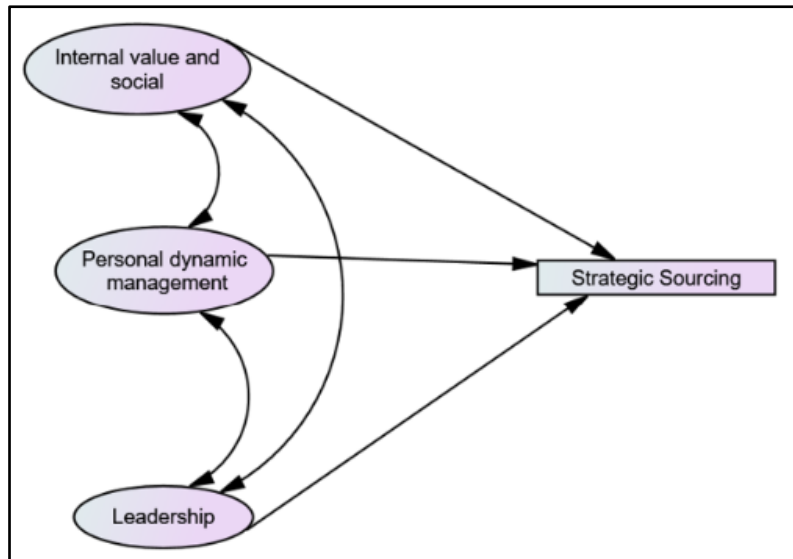 Internal value and
social
Personal dynamic
management
Strategic Sourcing
Leadership